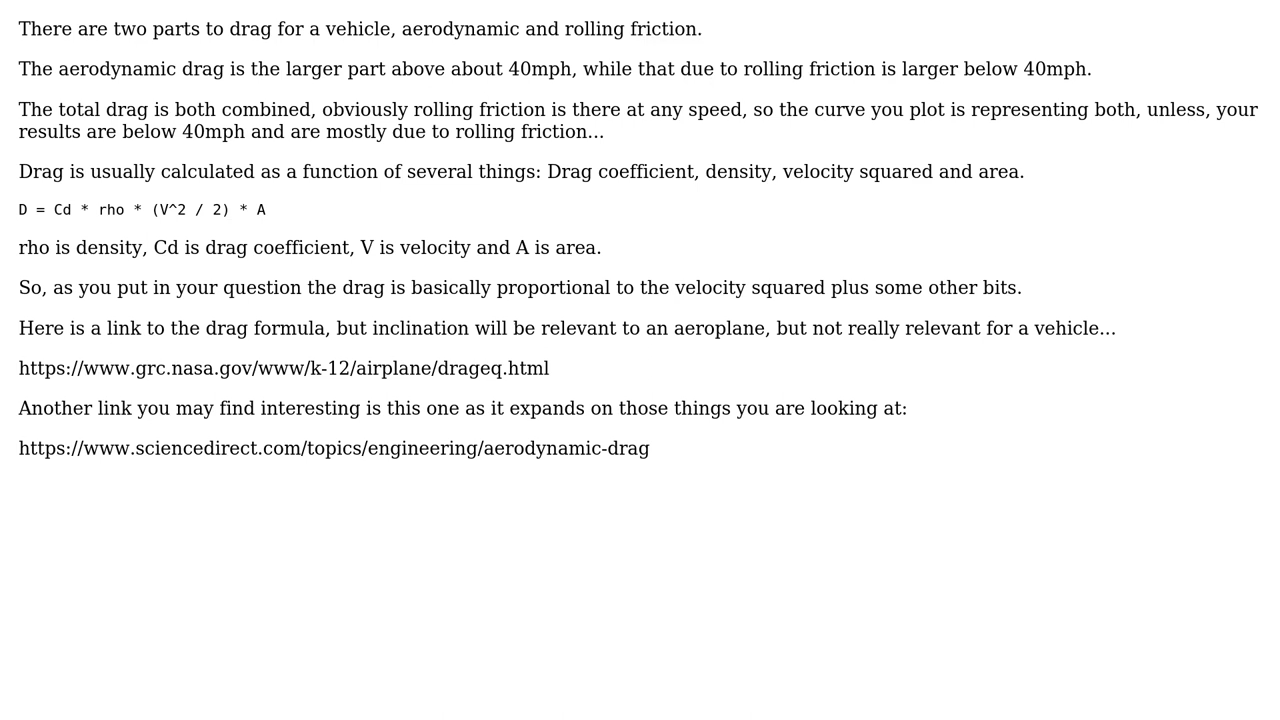 There are two parts to drag for a vehicle, aerodynamic and rolling friction.
The aerodynamic drag is the larger part above about 40mph, while that due to rolling friction is larger below 40mph.
The total drag is both combined, obviously rolling friction is there at any speed, so the curve you plot is representing both, unless, your
results are below 40mph and are mostly due to rolling friction...
Drag is usually calculated as a function of several things: Drag coefficient, density, velocity squared and area.
D = Cd * rho * (V^2 / 2) * A
rho is density, Cd is drag coefficient, V is velocity and A is area.
So, as you put in your question the drag is basically proportional to the velocity squared plus some other bits.
Here is a link to the drag formula, but inclination will be relevant to an aeroplane, but not really relevant for a vehicle...
https://www.grc.nasa.gov/www/k-12/airplane/drageq.html
Another link you may find interesting is this one as it expands on those things you are looking at:
https://www.sciencedirect.com/topics/engineering/aerodynamic-drag